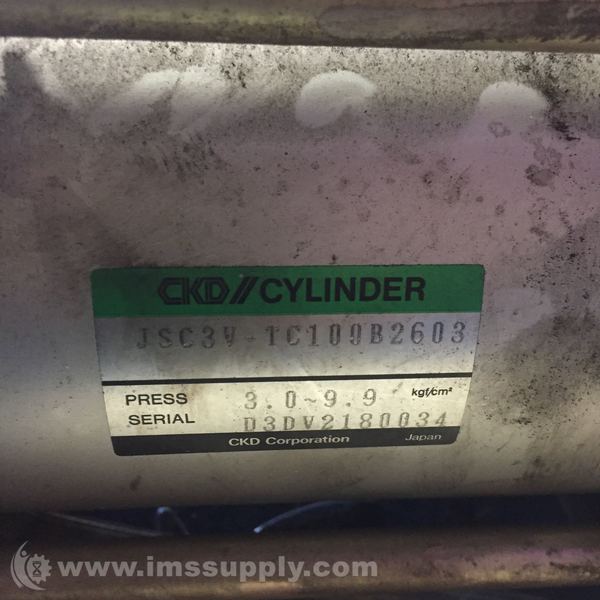 CKD//CYLINDER
JSC3V-1C100B2603
PRESS 3.0~9.9 kgf/cm²
SERIAL D3DV2180034
CKD Corporation Japan
www.imssupply.com